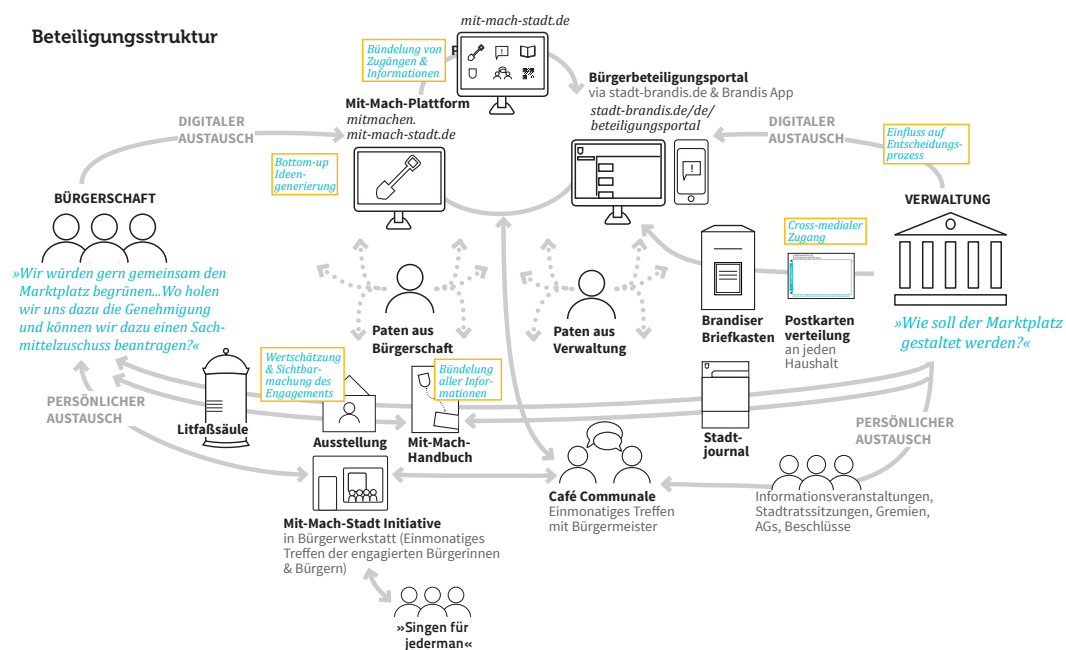 Beteiligungsstruktur
mit-mach-stadt.de
Bündelung von
Zugängen &
Informationen
P
Bürgerbeteiligungsportal
via stadt-brandis.de & Brandis App
stadt-brandis.de/de/
beteiligungsportal
Mit-Mach-Plattform
mitmachen.
mit-mach-stadt.de
DIGITALER
AUSTAUSCH
DIGITALER
AUSTAUSCH
Einfluss auf
Entscheidungs-
prozess
Bottom-up
Ideen-
generierung
BÜRGERSCHAFT
VERWALTUNG
Cross-medialer
Zugang
»Wir würden gern gemeinsam den
Marktplatz begrünen...Wo holen
wir uns dazu die Genehmigung
und können wir dazu einen Sach-
mittelzuschuss beantragen?«
Paten aus
Bürgerschaft
Paten aus
Verwaltung
Brandiser
Briefkasten
Postkarten
verteilung
an jeden
Haushalt
»Wie soll der Marktplatz
gestaltet werden?«
Wertschätzung
& Sichtbar-
machung des
Engagements
Bündelung
aller Infor-
mationen
PERSÖNLICHER
AUSTAUSCH
Litfaßsäule
Ausstellung
Mit-Mach-
Handbuch
Stadt-
journal
PERSÖNLICHER
AUSTAUSCH
Café Communale
Einmonatiges Treffen
mit Bürgermeister
Informationsveranstaltungen,
Stadtratssitzungen, Gremien,
AGs, Beschlüsse
Mit-Mach-Stadt Initiative
in Bürgerwerkstatt (Einmonatiges
Treffen der engagierten Bürgerinnen
& Bürgern)
»Singen für
jederman«